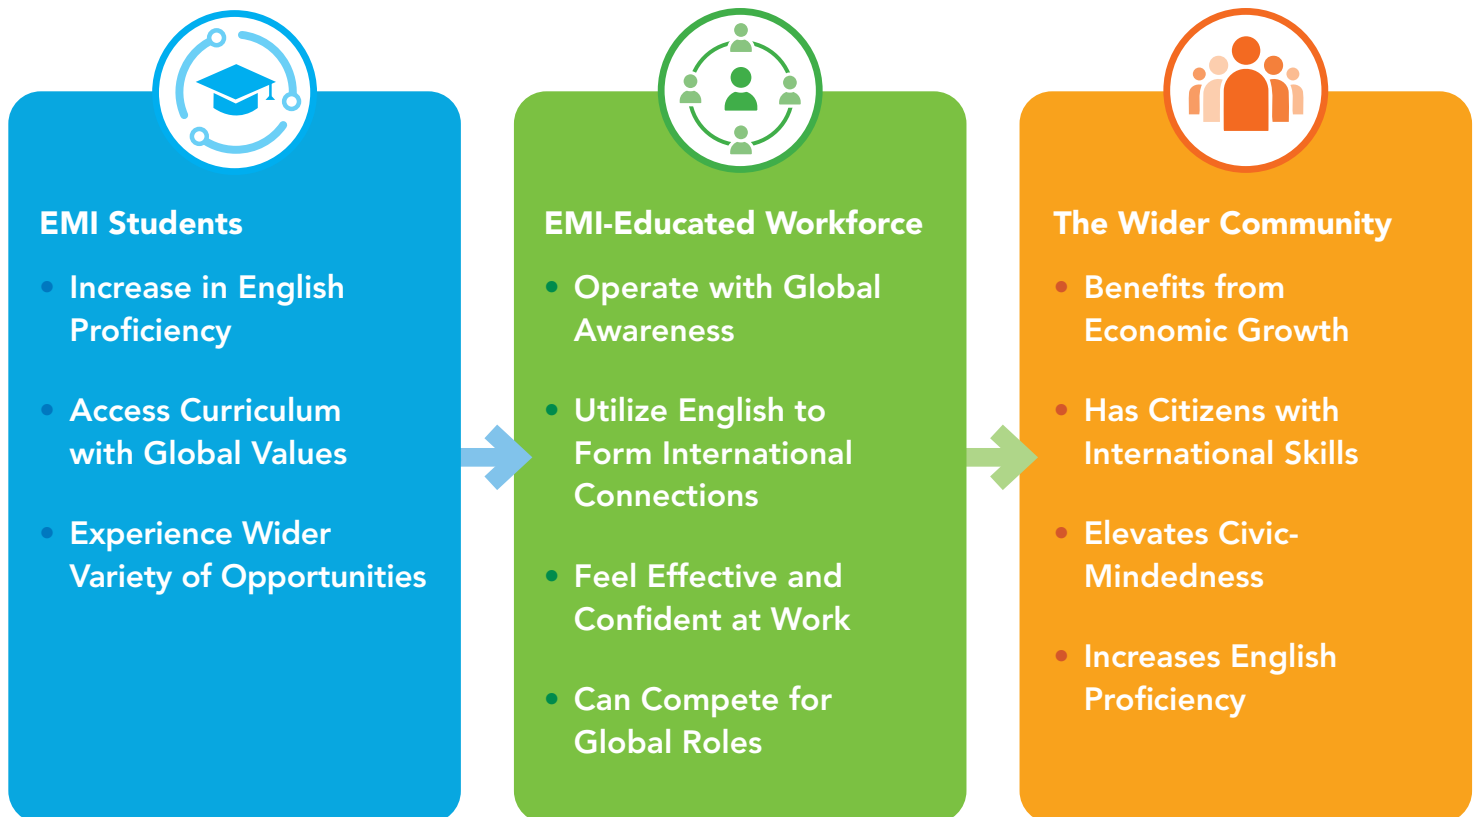 EMI Students
• Increase in English
Proficiency
• Access Curriculum
with Global Values
• Experience Wider
Variety of Opportunities
EMI-Educated Workforce
• Operate with Global
Awareness
• Utilize English to
Form International
Connections
• Feel Effective and
Confident at Work
• Can Compete for
Global Roles
The Wider Community
• Benefits from
Economic Growth
• Has Citizens with
International Skills
• Elevates Civic-
Mindedness
• Increases English
Proficiency